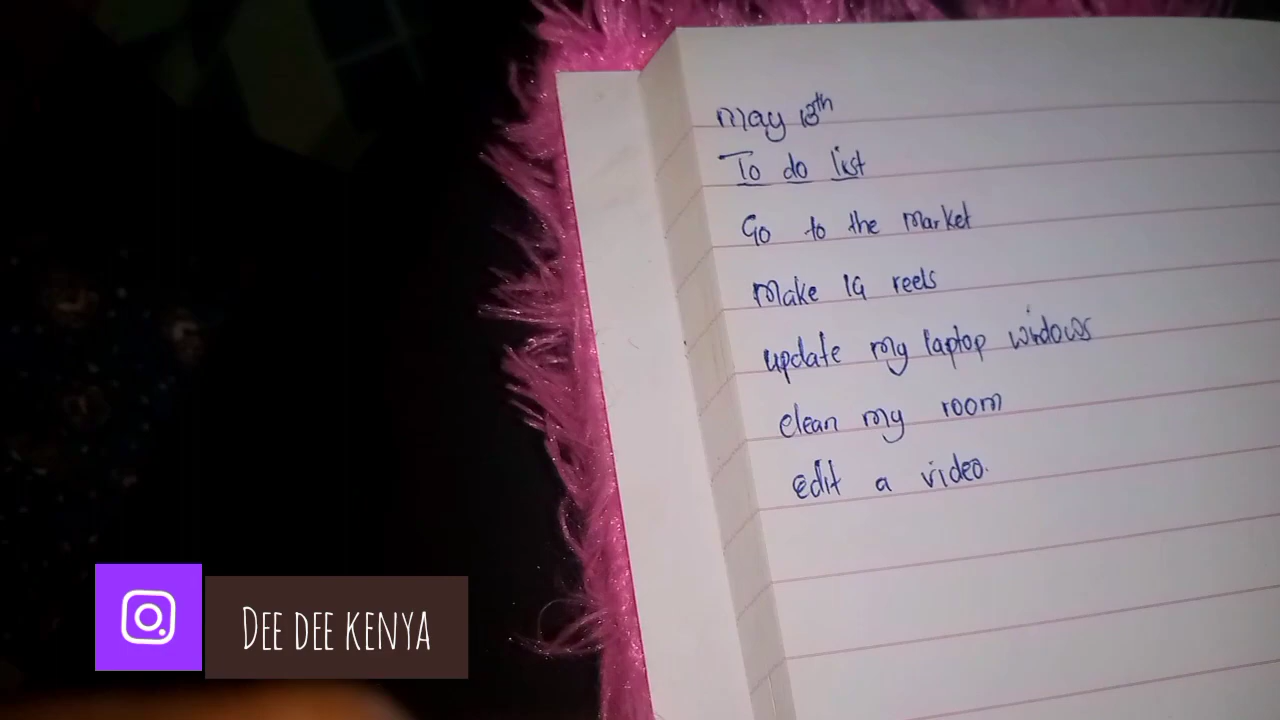 May 13th
To do list
Go to the market
Make IG reels
update my laptop windows
clean my room
edit a video.
DEE DEE KENYA